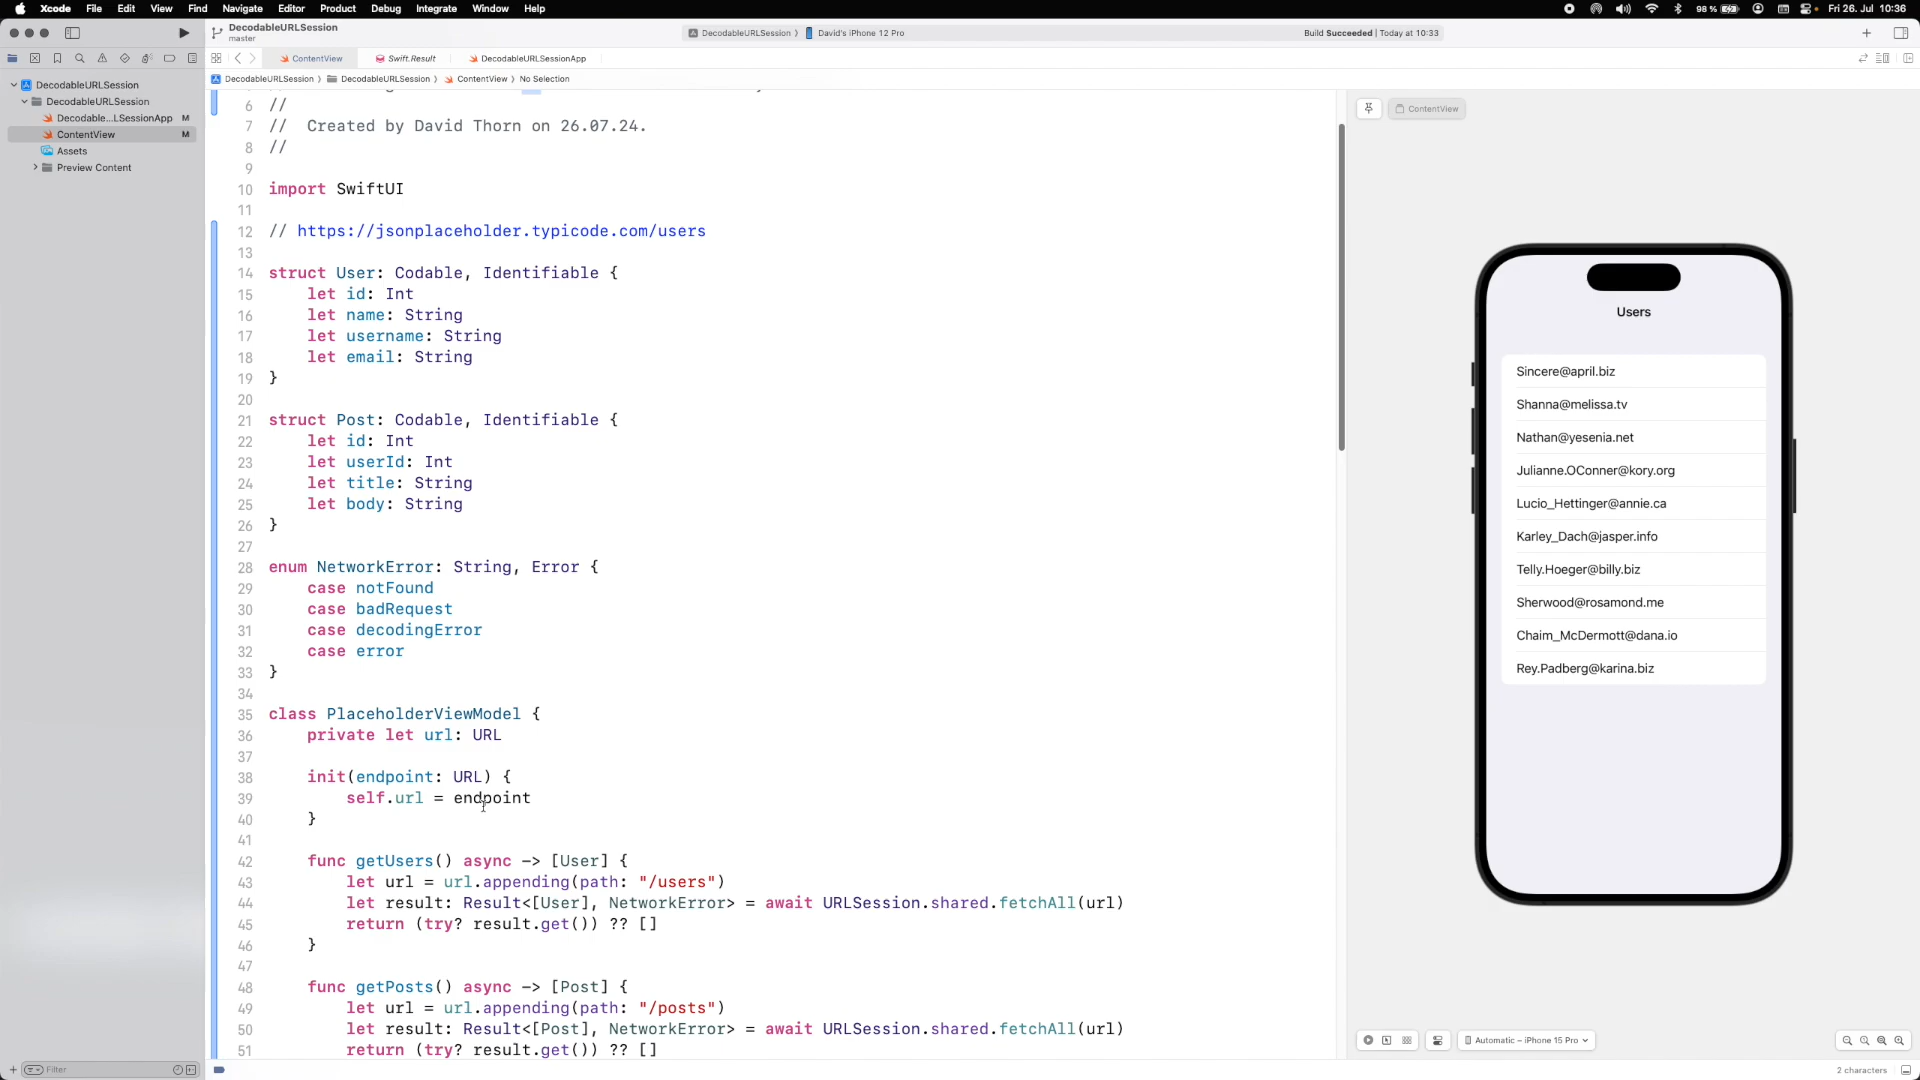 Xcode File Edit View Find Navigate Editor Product Debug Integrate Window Help
98 % Fri 26. Jul 10:36
DecodableURLSession
master
DecodableURLSession 〉 David's iPhone 12 Pro
Build Succeeded | Today at 10:33
ContentView Swift.Result DecodableURLSessionApp
DecodableURLSession 〉 DecodableURLSession 〉 ContentView 〉 No Selection
DecodableURLSession
DecodableURLSession
Decodable...LSessionApp M
ContentView M
Assets
Preview Content
Filter
6 //
7 // Created by David Thorn on 26.07.24.
8 //
9
10 import SwiftUI
11
12 // https://jsonplaceholder.typicode.com/users
13
14 struct User: Codable, Identifiable {
15 let id: Int
16 let name: String
17 let username: String
18 let email: String
19 }
20
21 struct Post: Codable, Identifiable {
22 let id: Int
23 let userId: Int
24 let title: String
25 let body: String
26 }
27
28 enum NetworkError: String, Error {
29 case notFound
30 case badRequest
31 case decodingError
32 case error
33 }
34
35 class PlaceholderViewModel {
36 private let url: URL
37
38 init(endpoint: URL) {
39 self.url = endpoint
40 }
41
42 func getUsers() async -> [User] {
43 let url = url.appending(path: "/users")
44 let result: Result<[User], NetworkError> = await URLSession.shared.fetchAll(url)
45 return (try? result.get()) ?? []
46 }
47
48 func getPosts() async -> [Post] {
49 let url = url.appending(path: "/posts")
50 let result: Result<[Post], NetworkError> = await URLSession.shared.fetchAll(url)
51 return (try? result.get()) ?? []
ContentView
Users
Sincere@april.biz
Shanna@melissa.tv
Nathan@yesenia.net
Julianne.OConner@kory.org
Lucio_Hettinger@annie.ca
Karley_Dach@jasper.info
Telly.Hoeger@billy.biz
Sherwood@rosamond.me
Chaim_McDermott@dana.io
Rey.Padberg@karina.biz
Automatic – iPhone 15 Pro
2 characters